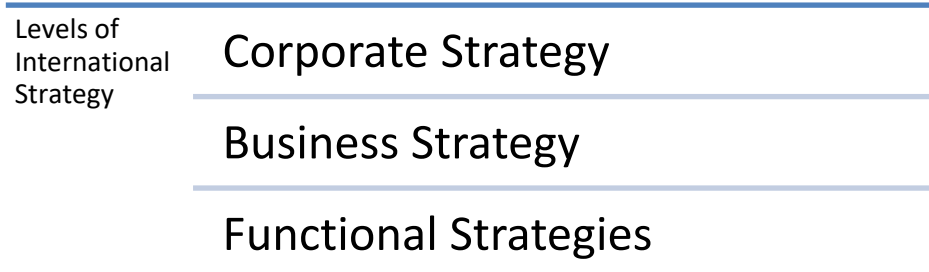 Levels of
International
Strategy
Corporate Strategy
Business Strategy
Functional Strategies